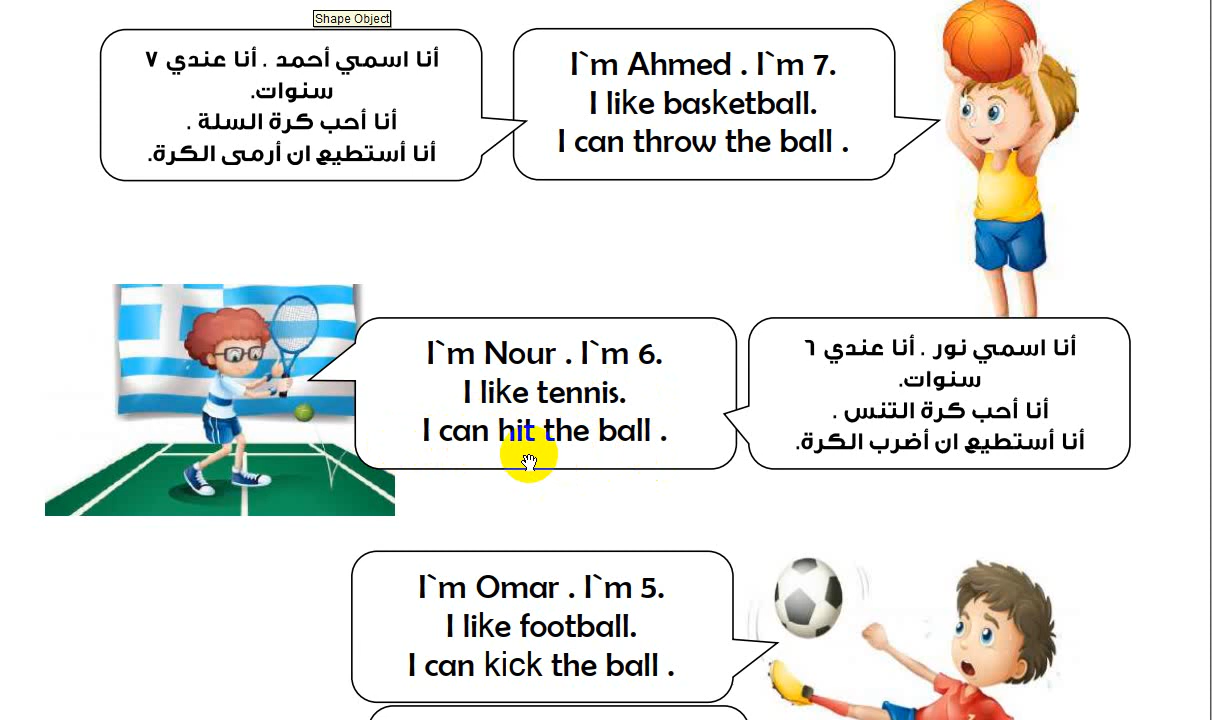 Shape Object
I`m Ahmed . I`m 7.
I like basketball.
I can throw the ball .
أنا اسمي أحمد . أنا عندي ٧
سنوات.
أنا أحب كرة السلة .
أنا أستطيع ان أرمى الكرة.
I`m Nour . I`m 6.
I like tennis.
I can hit the ball .
أنا اسمي نور . أنا عندي ٦
سنوات.
أنا أحب كرة التنس .
أنا أستطيع ان أضرب الكرة.
I`m Omar . I`m 5.
I like football.
I can kick the ball .